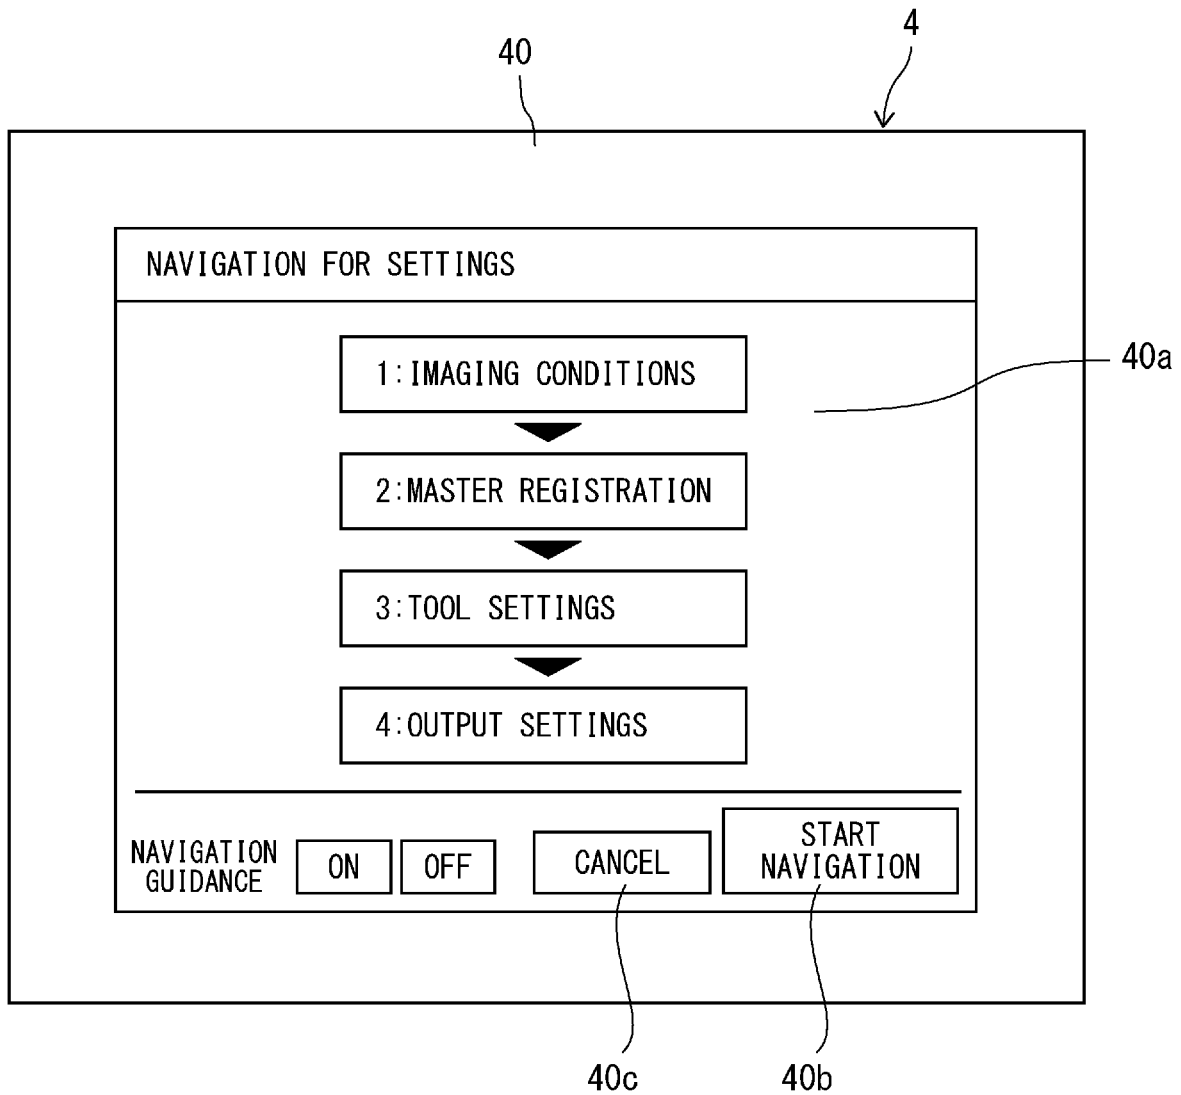 4
40
NAVIGATION FOR SETTINGS
1:IMAGING CONDITIONS
40a
2:MASTER REGISTRATION
3:TOOL SETTINGS
4:OUTPUT SETTINGS
NAVIGATION
GUIDANCE
ON
OFF
CANCEL
START
NAVIGATION
40c
40b